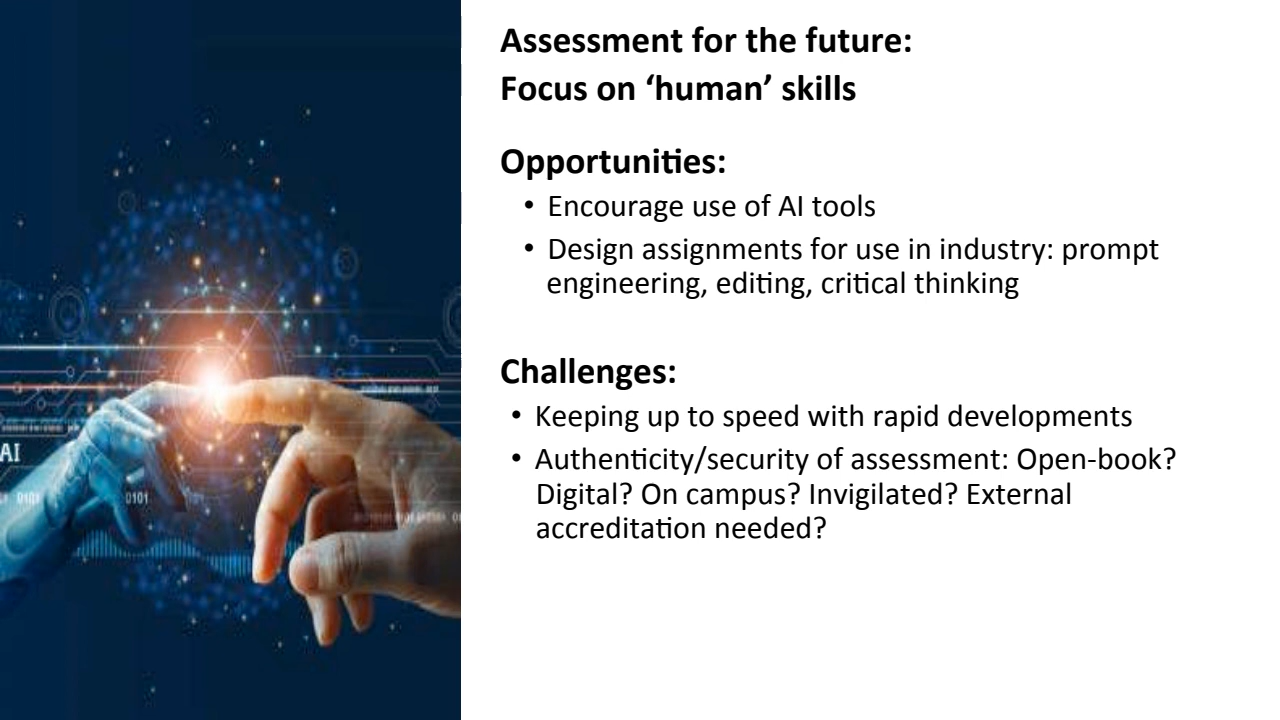 Assessment for the future:
Focus on ‘human’ skills
Opportunities:
• Encourage use of AI tools
• Design assignments for use in industry: prompt
engineering, editing, critical thinking
Challenges:
• Keeping up to speed with rapid developments
• Authenticity/security of assessment: Open-book?
Digital? On campus? Invigilated? External
accreditation needed?
AI
0101
0101